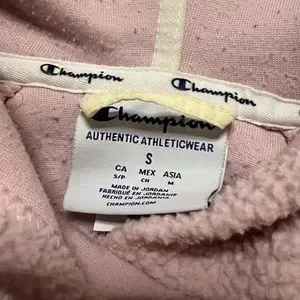 Champion
Champion
Champion
AUTHENTIC ATHLETICWEAR
S
CA MEX ASIA
S/P CH M
MADE IN JORDAN
FABRIQUÉ EN JORDANIE
HECHO EN JORDANIA
CHAMPION.COM